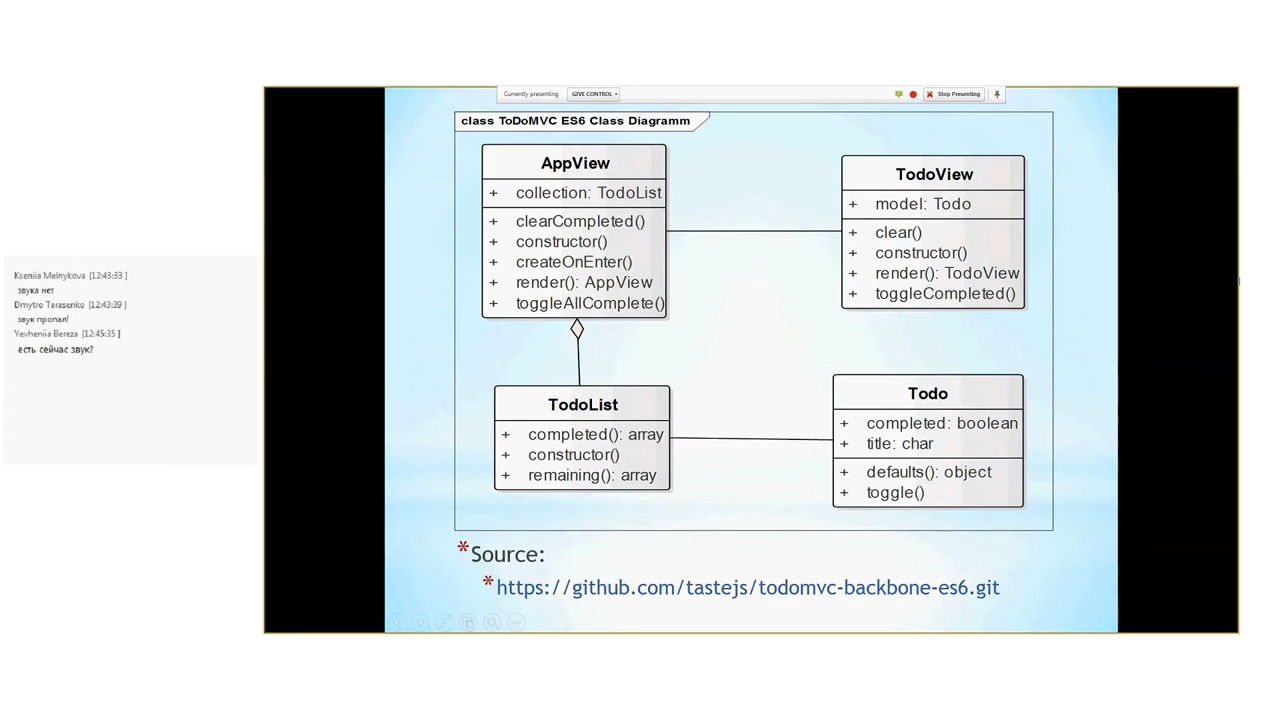 Kseniia Melnykova [12:43:33 ]
звука нет
Dmytro Tarasenko [12:43:39 ]
звук пропал!
Yevheniia Bereza [12:45:35 ]
есть сейчас звук?
Currently presenting GIVE CONTROL Stop Presenting
class ToDoMVC ES6 Class Diagramm
AppView
+ collection: TodoList
+ clearCompleted()
+ constructor()
+ createOnEnter()
+ render(): AppView
+ toggleAllComplete()
TodoView
+ model: Todo
+ clear()
+ constructor()
+ render(): TodoView
+ toggleCompleted()
TodoList
+ completed(): array
+ constructor()
+ remaining(): array
Todo
+ completed: boolean
+ title: char
+ defaults(): object
+ toggle()
*Source:
*https://github.com/tastejs/todomvc-backbone-es6.git